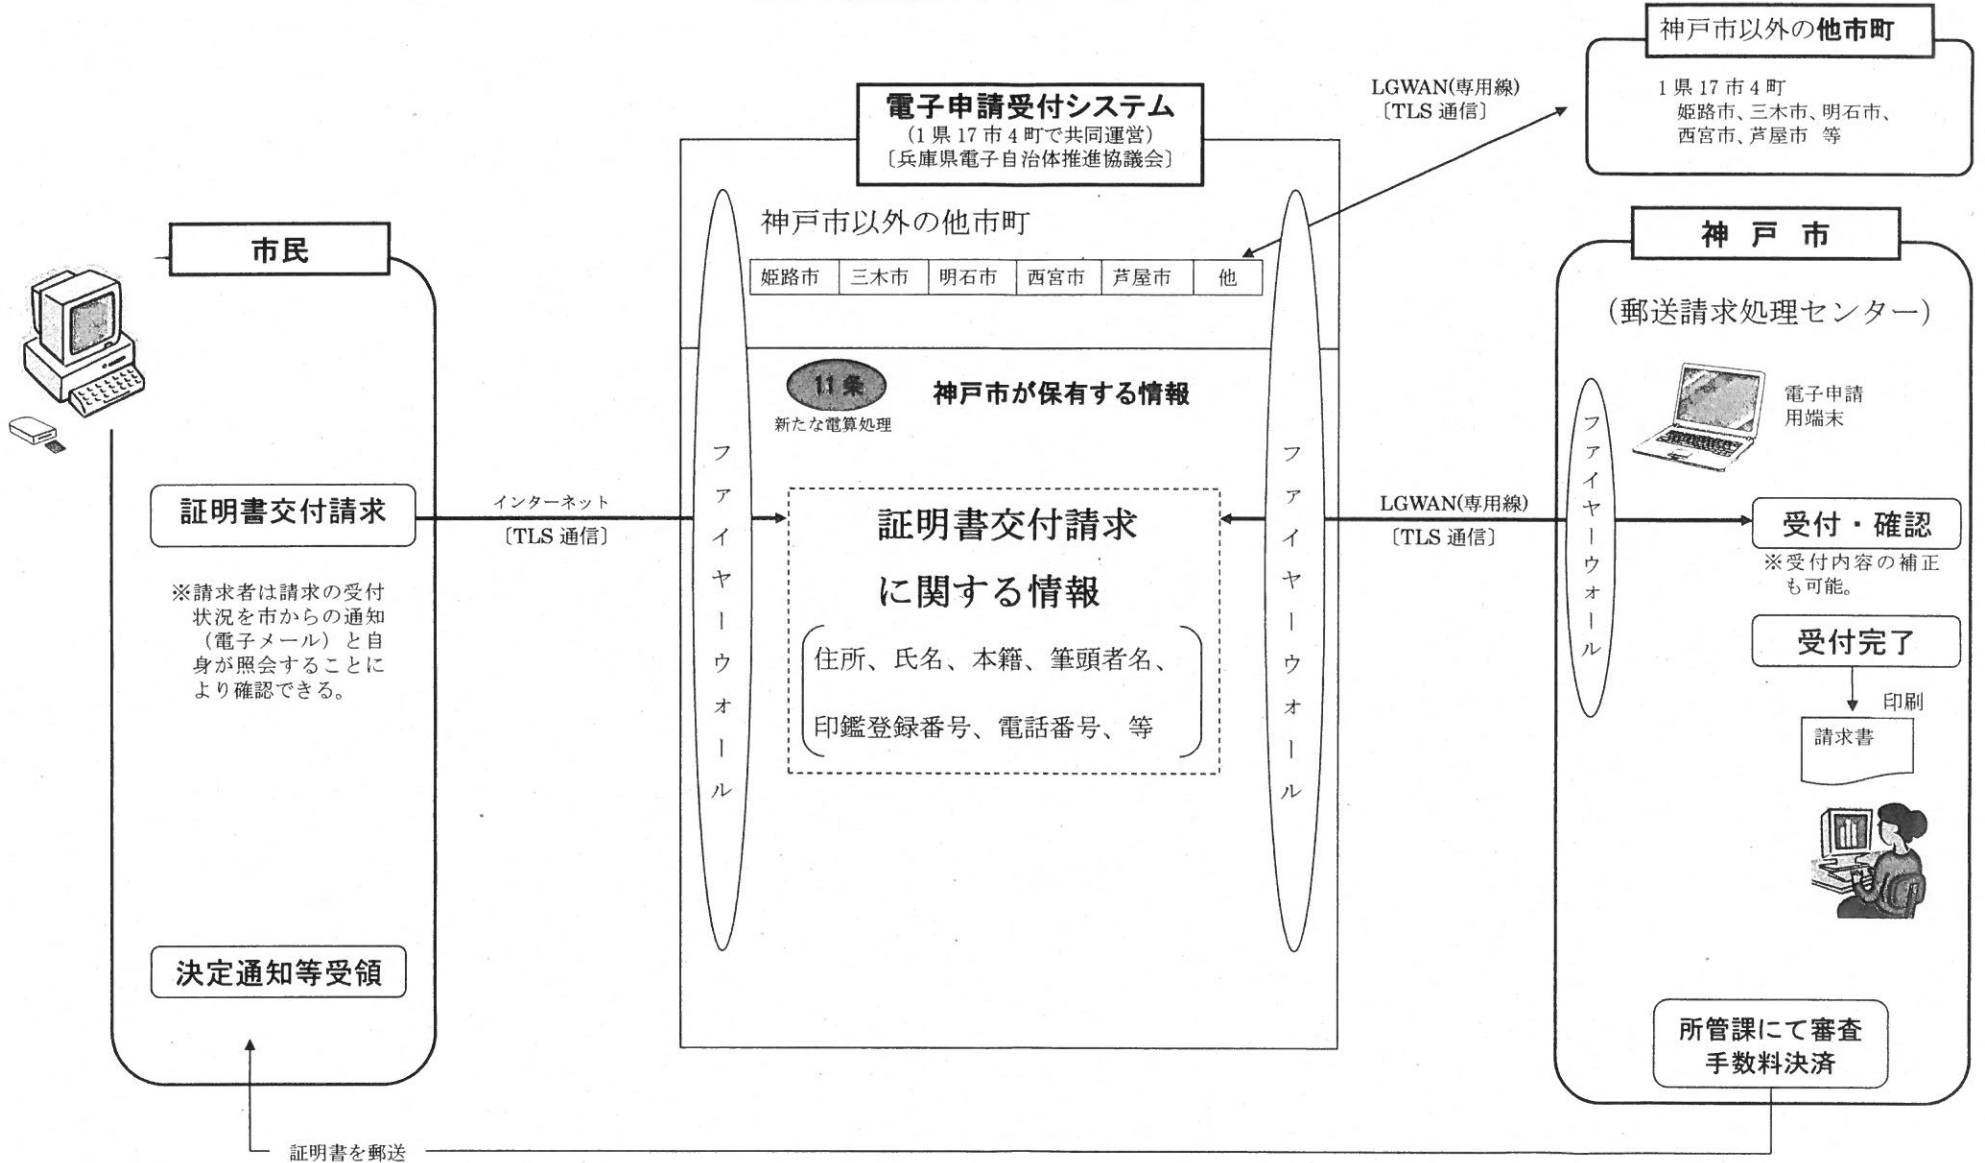 神戸市以外の他市町
1 県 17 市 4 町
姫路市、三木市、明石市、
西宮市、芦屋市 等
LGWAN(専用線)
〔TLS 通信〕
電子申請受付システム
(1 県 17 市 4 町で共同運営)
〔兵庫県電子自治体推進協議会〕
神戸市以外の他市町
姫路市 三木市 明石市 西宮市 芦屋市 他
11 条
新たな電算処理
神戸市が保有する情報
ファイヤーウォール
ファイヤーウォール
証明書交付請求
に関する情報
住所、氏名、本籍、筆頭者名、
印鑑登録番号、電話番号、等
市民
証明書交付請求
※請求者は請求の受付
状況を市からの通知
(電子メール)と自
身が照会することに
より確認できる。
決定通知等受領
インターネット
〔TLS 通信〕
LGWAN(専用線)
〔TLS 通信〕
神 戸 市
(郵送請求処理センター)
ファイヤーウォール
電子申請
用端末
受付・確認
※受付内容の補正
も可能。
受付完了
印刷
請求書
所管課にて審査
手数料決済
証明書を郵送